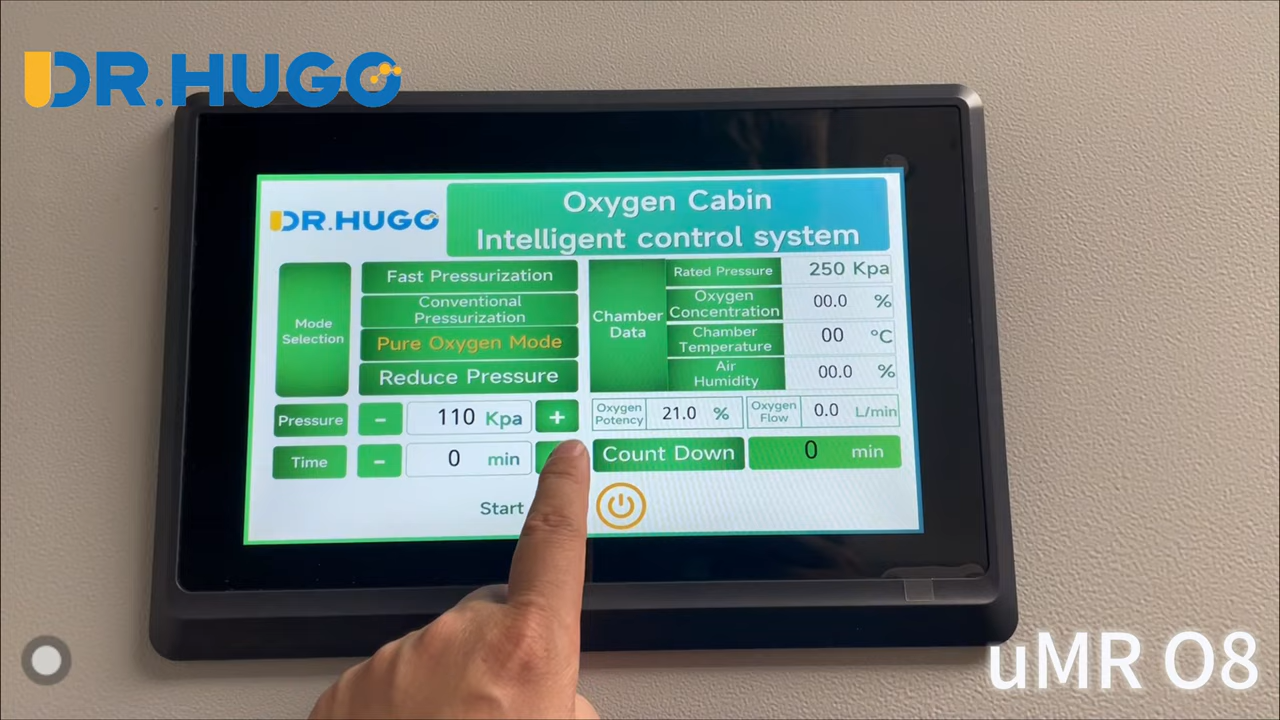 DR.HUGO
DR.HUGO
Oxygen Cabin
Intelligent control system
Mode
Selection
Fast Pressurization
Conventional
Pressurization
Pure Oxygen Mode
Reduce Pressure
Chamber
Data
Rated Pressure 250 Kpa
Oxygen
Concentration 00.0 %
Chamber
Temperature 00 °C
Air
Humidity 00.0 %
Pressure - 110 Kpa +
Oxygen
Potency 21.0 %
Oxygen
Flow 0.0 L/min
Time - 0 min
Count Down 0 min
Start
uMR O8